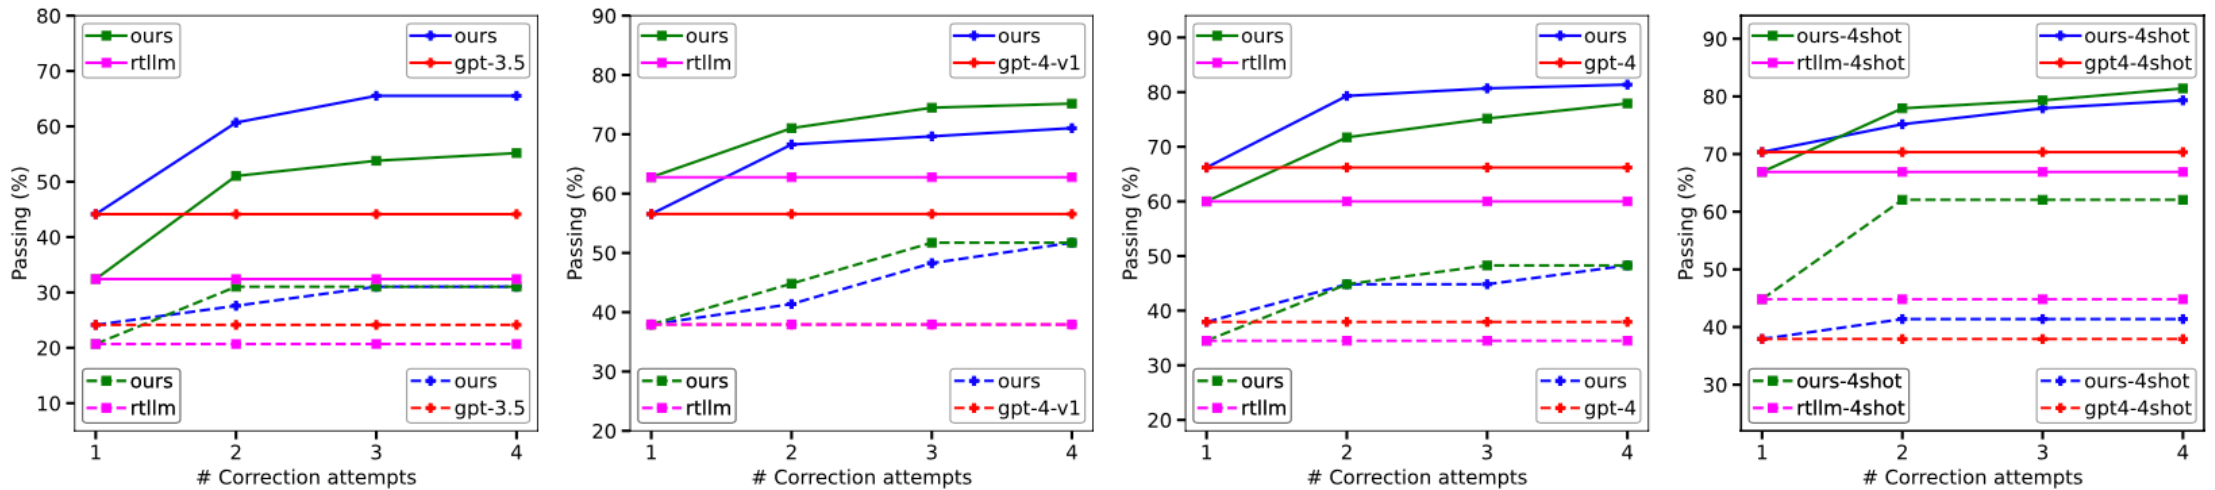 80
70
60
50
40
30
20
10
Passing (%)
ours
rtllm
ours
gpt-3.5
ours
rtllm
ours
gpt-3.5
1 2 3 4
# Correction attempts
90
80
70
60
50
40
30
20
Passing (%)
ours
rtllm
ours
gpt-4-v1
ours
rtllm
ours
gpt-4-v1
1 2 3 4
# Correction attempts
90
80
70
60
50
40
30
20
Passing (%)
ours
rtllm
ours
gpt-4
ours
rtllm
ours
gpt-4
1 2 3 4
# Correction attempts
90
80
70
60
50
40
30
Passing (%)
ours-4shot
rtllm-4shot
ours-4shot
gpt4-4shot
ours-4shot
rtllm-4shot
ours-4shot
gpt4-4shot
1 2 3 4
# Correction attempts